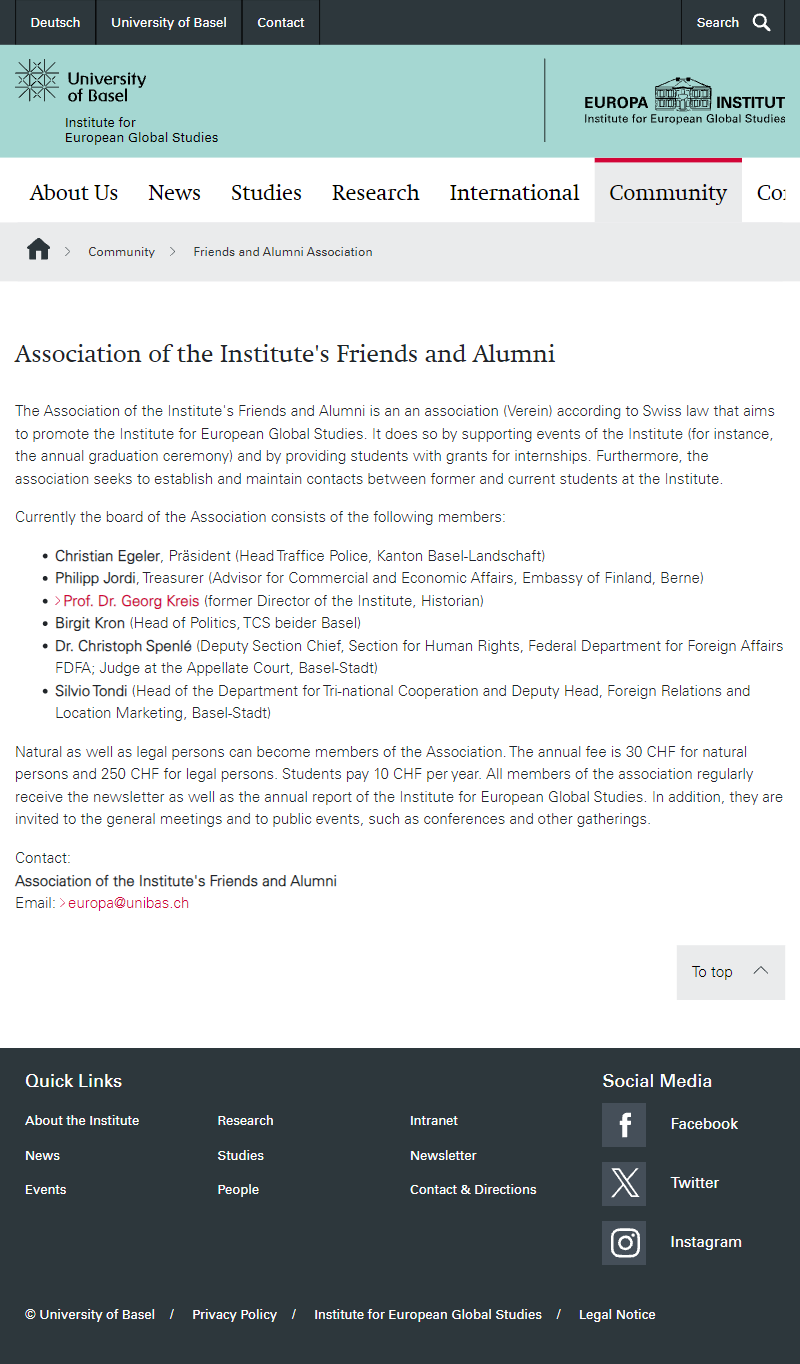 Deutsch
University of Basel
Contact
Search
University
of Basel
Institute for
European Global Studies
EUROPA INSTITUT
Institute for European Global Studies
About Us
News
Studies
Research
International
Community
Community
Friends and Alumni Association
Association of the Institute's Friends and Alumni
The Association of the Institute's Friends and Alumni is an an association (Verein) according to Swiss law that aims
to promote the Institute for European Global Studies. It does so by supporting events of the Institute (for instance,
the annual graduation ceremony) and by providing students with grants for internships. Furthermore, the
association seeks to establish and maintain contacts between former and current students at the Institute.
Currently the board of the Association consists of the following members:
• Christian Egeler, Präsident (Head Traffice Police, Kanton Basel-Landschaft)
• Philipp Jordi, Treasurer (Advisor for Commercial and Economic Affairs, Embassy of Finland, Berne)
• Prof. Dr. Georg Kreis (former Director of the Institute, Historian)
• Birgit Kron (Head of Politics, TCS beider Basel)
• Dr. Christoph Spenlé (Deputy Section Chief, Section for Human Rights, Federal Department for Foreign Affairs
FDFA; Judge at the Appellate Court, Basel-Stadt)
• Silvio Tondi (Head of the Department for Tri-national Cooperation and Deputy Head, Foreign Relations and
Location Marketing, Basel-Stadt)
Natural as well as legal persons can become members of the Association. The annual fee is 30 CHF for natural
persons and 250 CHF for legal persons. Students pay 10 CHF per year. All members of the association regularly
receive the newsletter as well as the annual report of the Institute for European Global Studies. In addition, they are
invited to the general meetings and to public events, such as conferences and other gatherings.
Contact:
Association of the Institute's Friends and Alumni
Email: europa@unibas.ch
To top
Quick Links
About the Institute
News
Events
Research
Studies
People
Intranet
Newsletter
Contact & Directions
Social Media
Facebook
Twitter
Instagram
© University of Basel / Privacy Policy / Institute for European Global Studies / Legal Notice